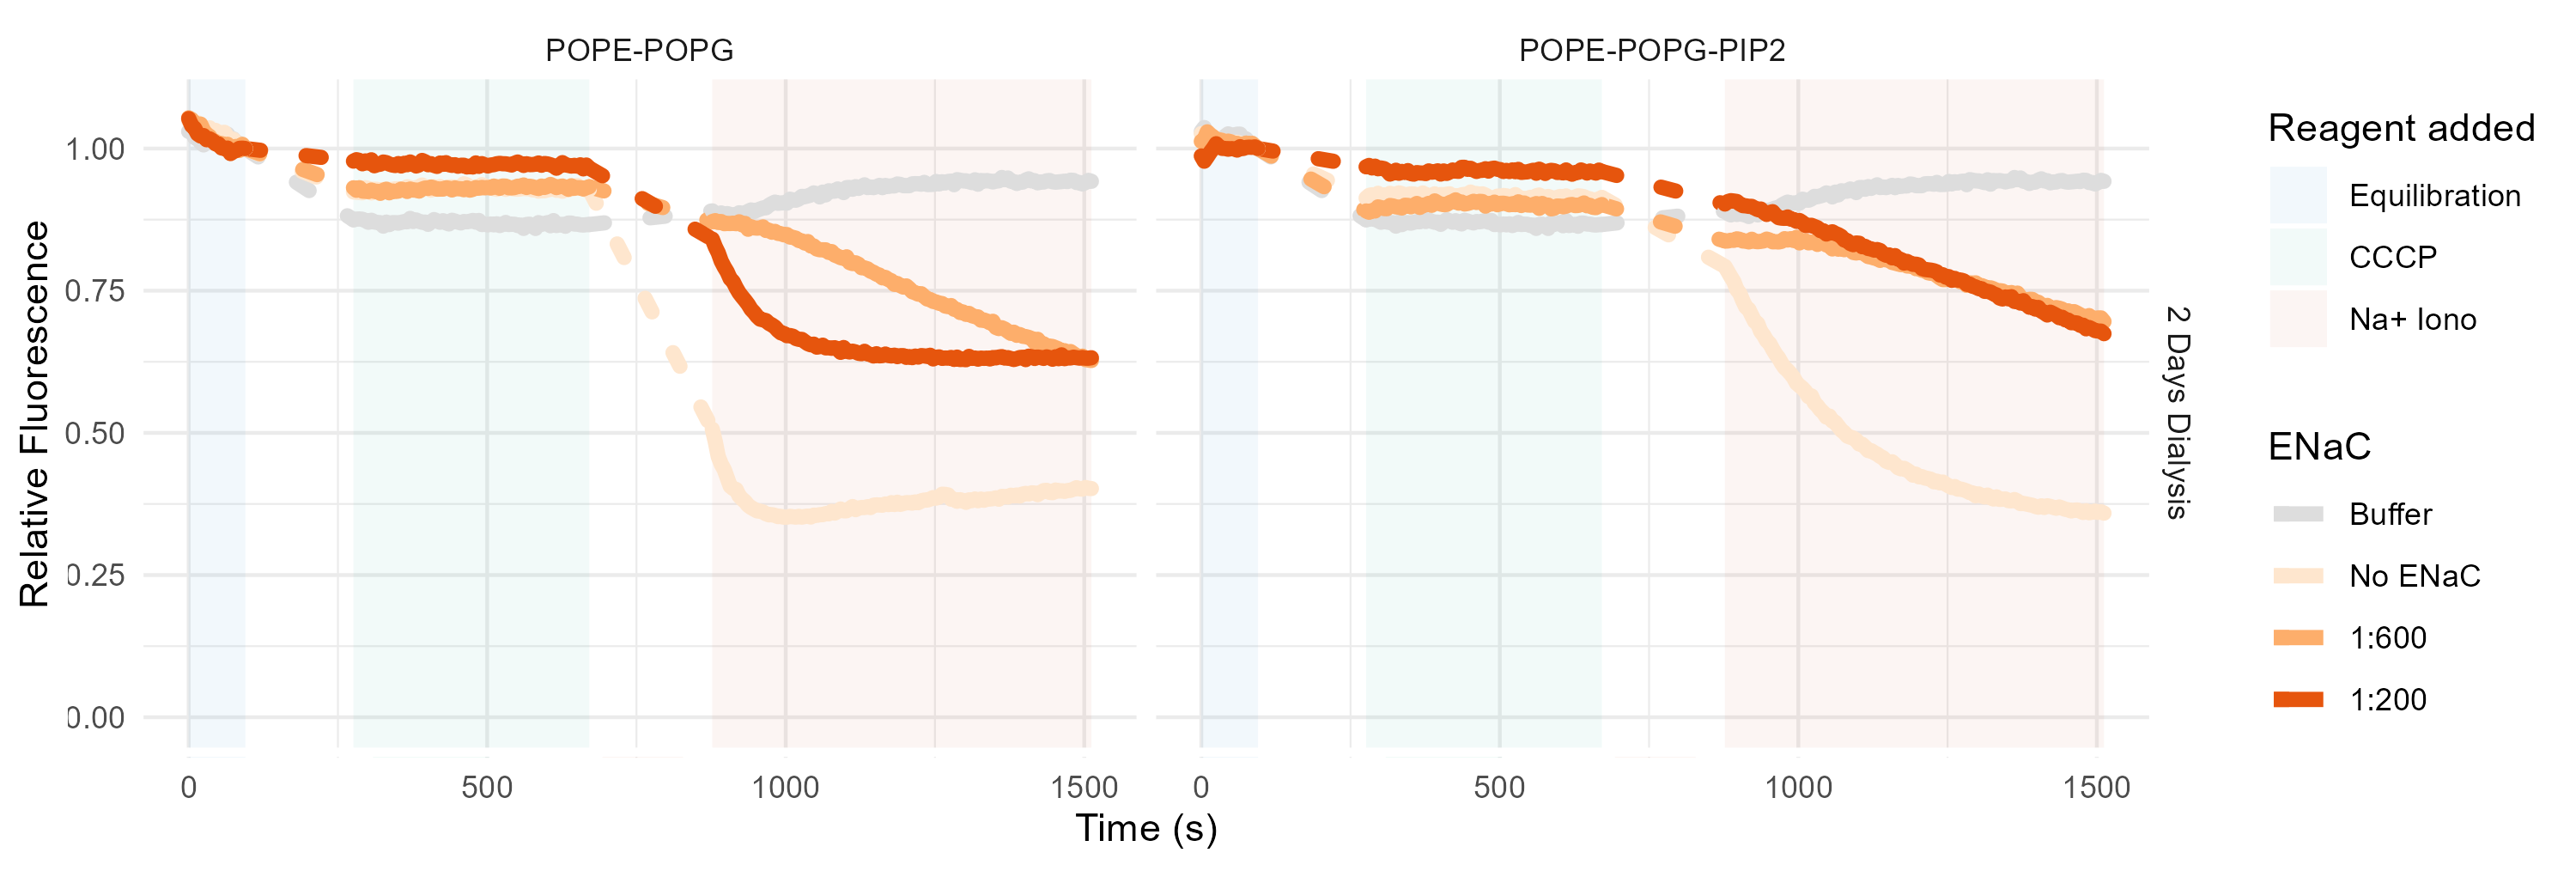 POPE-POPG
POPE-POPG-PIP2
Relative Fluorescence
1.00
0.75
0.50
0.25
0.00
0
500
1000
1500
0
500
1000
1500
Time (s)
2 Days Dialysis
Reagent added
Equilibration
CCCP
Na+ Iono
ENaC
Buffer
No ENaC
1:600
1:200